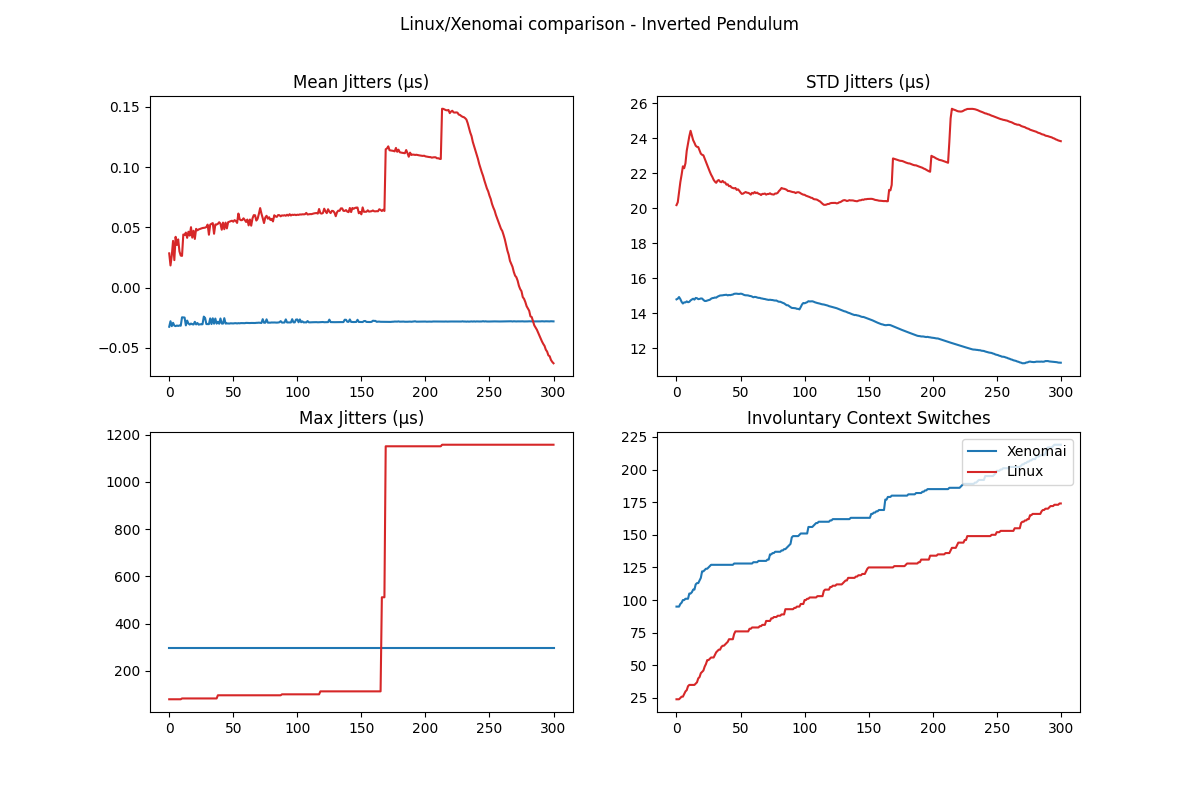 Linux/Xenomai comparison - Inverted Pendulum
Mean Jitters (µs)
0.15
0.10
0.05
0.00
−0.05
0 50 100 150 200 250 300
STD Jitters (µs)
26
24
22
20
18
16
14
12
0 50 100 150 200 250 300
Max Jitters (µs)
1200
1000
800
600
400
200
0 50 100 150 200 250 300
Involuntary Context Switches
225
200
175
150
125
100
75
50
25
0 50 100 150 200 250 300
Xenomai
Linux